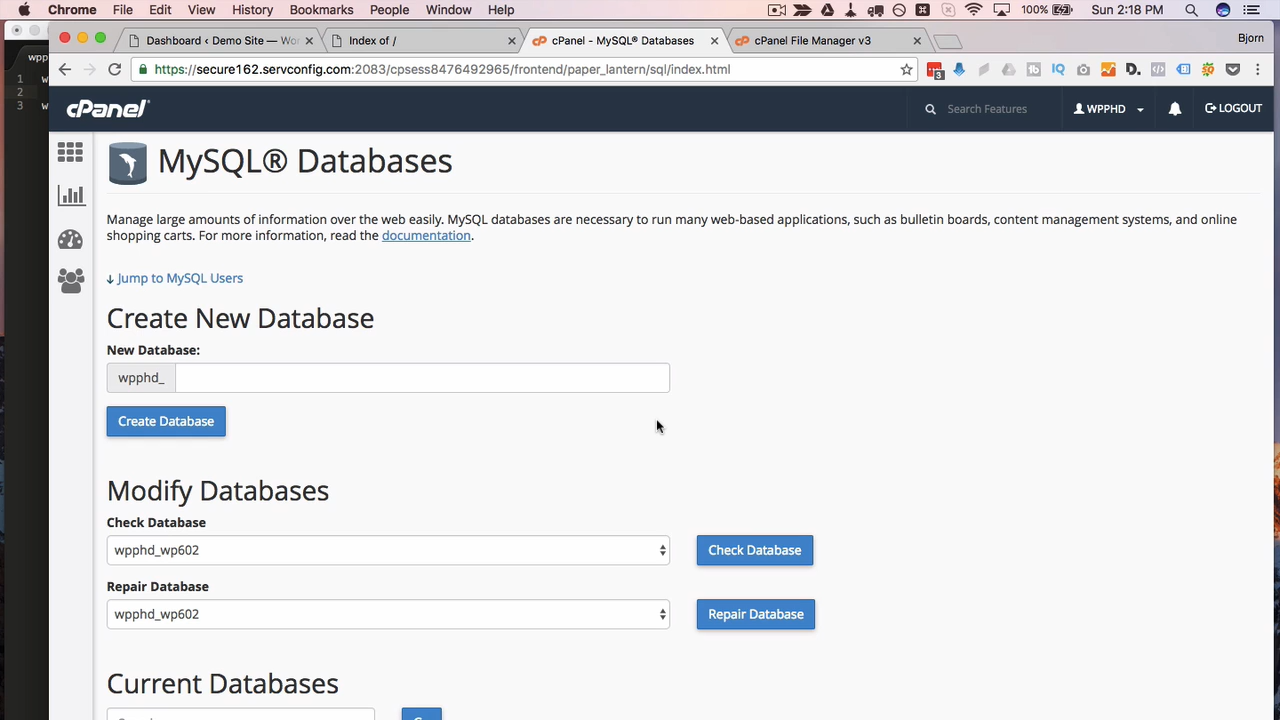 Chrome File Edit View History Bookmarks People Window Help 100% Sun 2:18 PM
Dashboard ‹ Demo Site — Wor
Index of /
cPanel - MySQL® Databases
cPanel File Manager v3
Bjorn
https://secure162.servconfig.com:2083/cpsess8476492965/frontend/paper_lantern/sql/index.html
wpp
1 w
2
3 w
cPanel®
Search Features
WPPHD
LOGOUT
MySQL® Databases
Manage large amounts of information over the web easily. MySQL databases are necessary to run many web-based applications, such as bulletin boards, content management systems, and online
shopping carts. For more information, read the documentation.
Jump to MySQL Users
Create New Database
New Database:
wpphd_
Create Database
Modify Databases
Check Database
wpphd_wp602
Check Database
Repair Database
wpphd_wp602
Repair Database
Current Databases